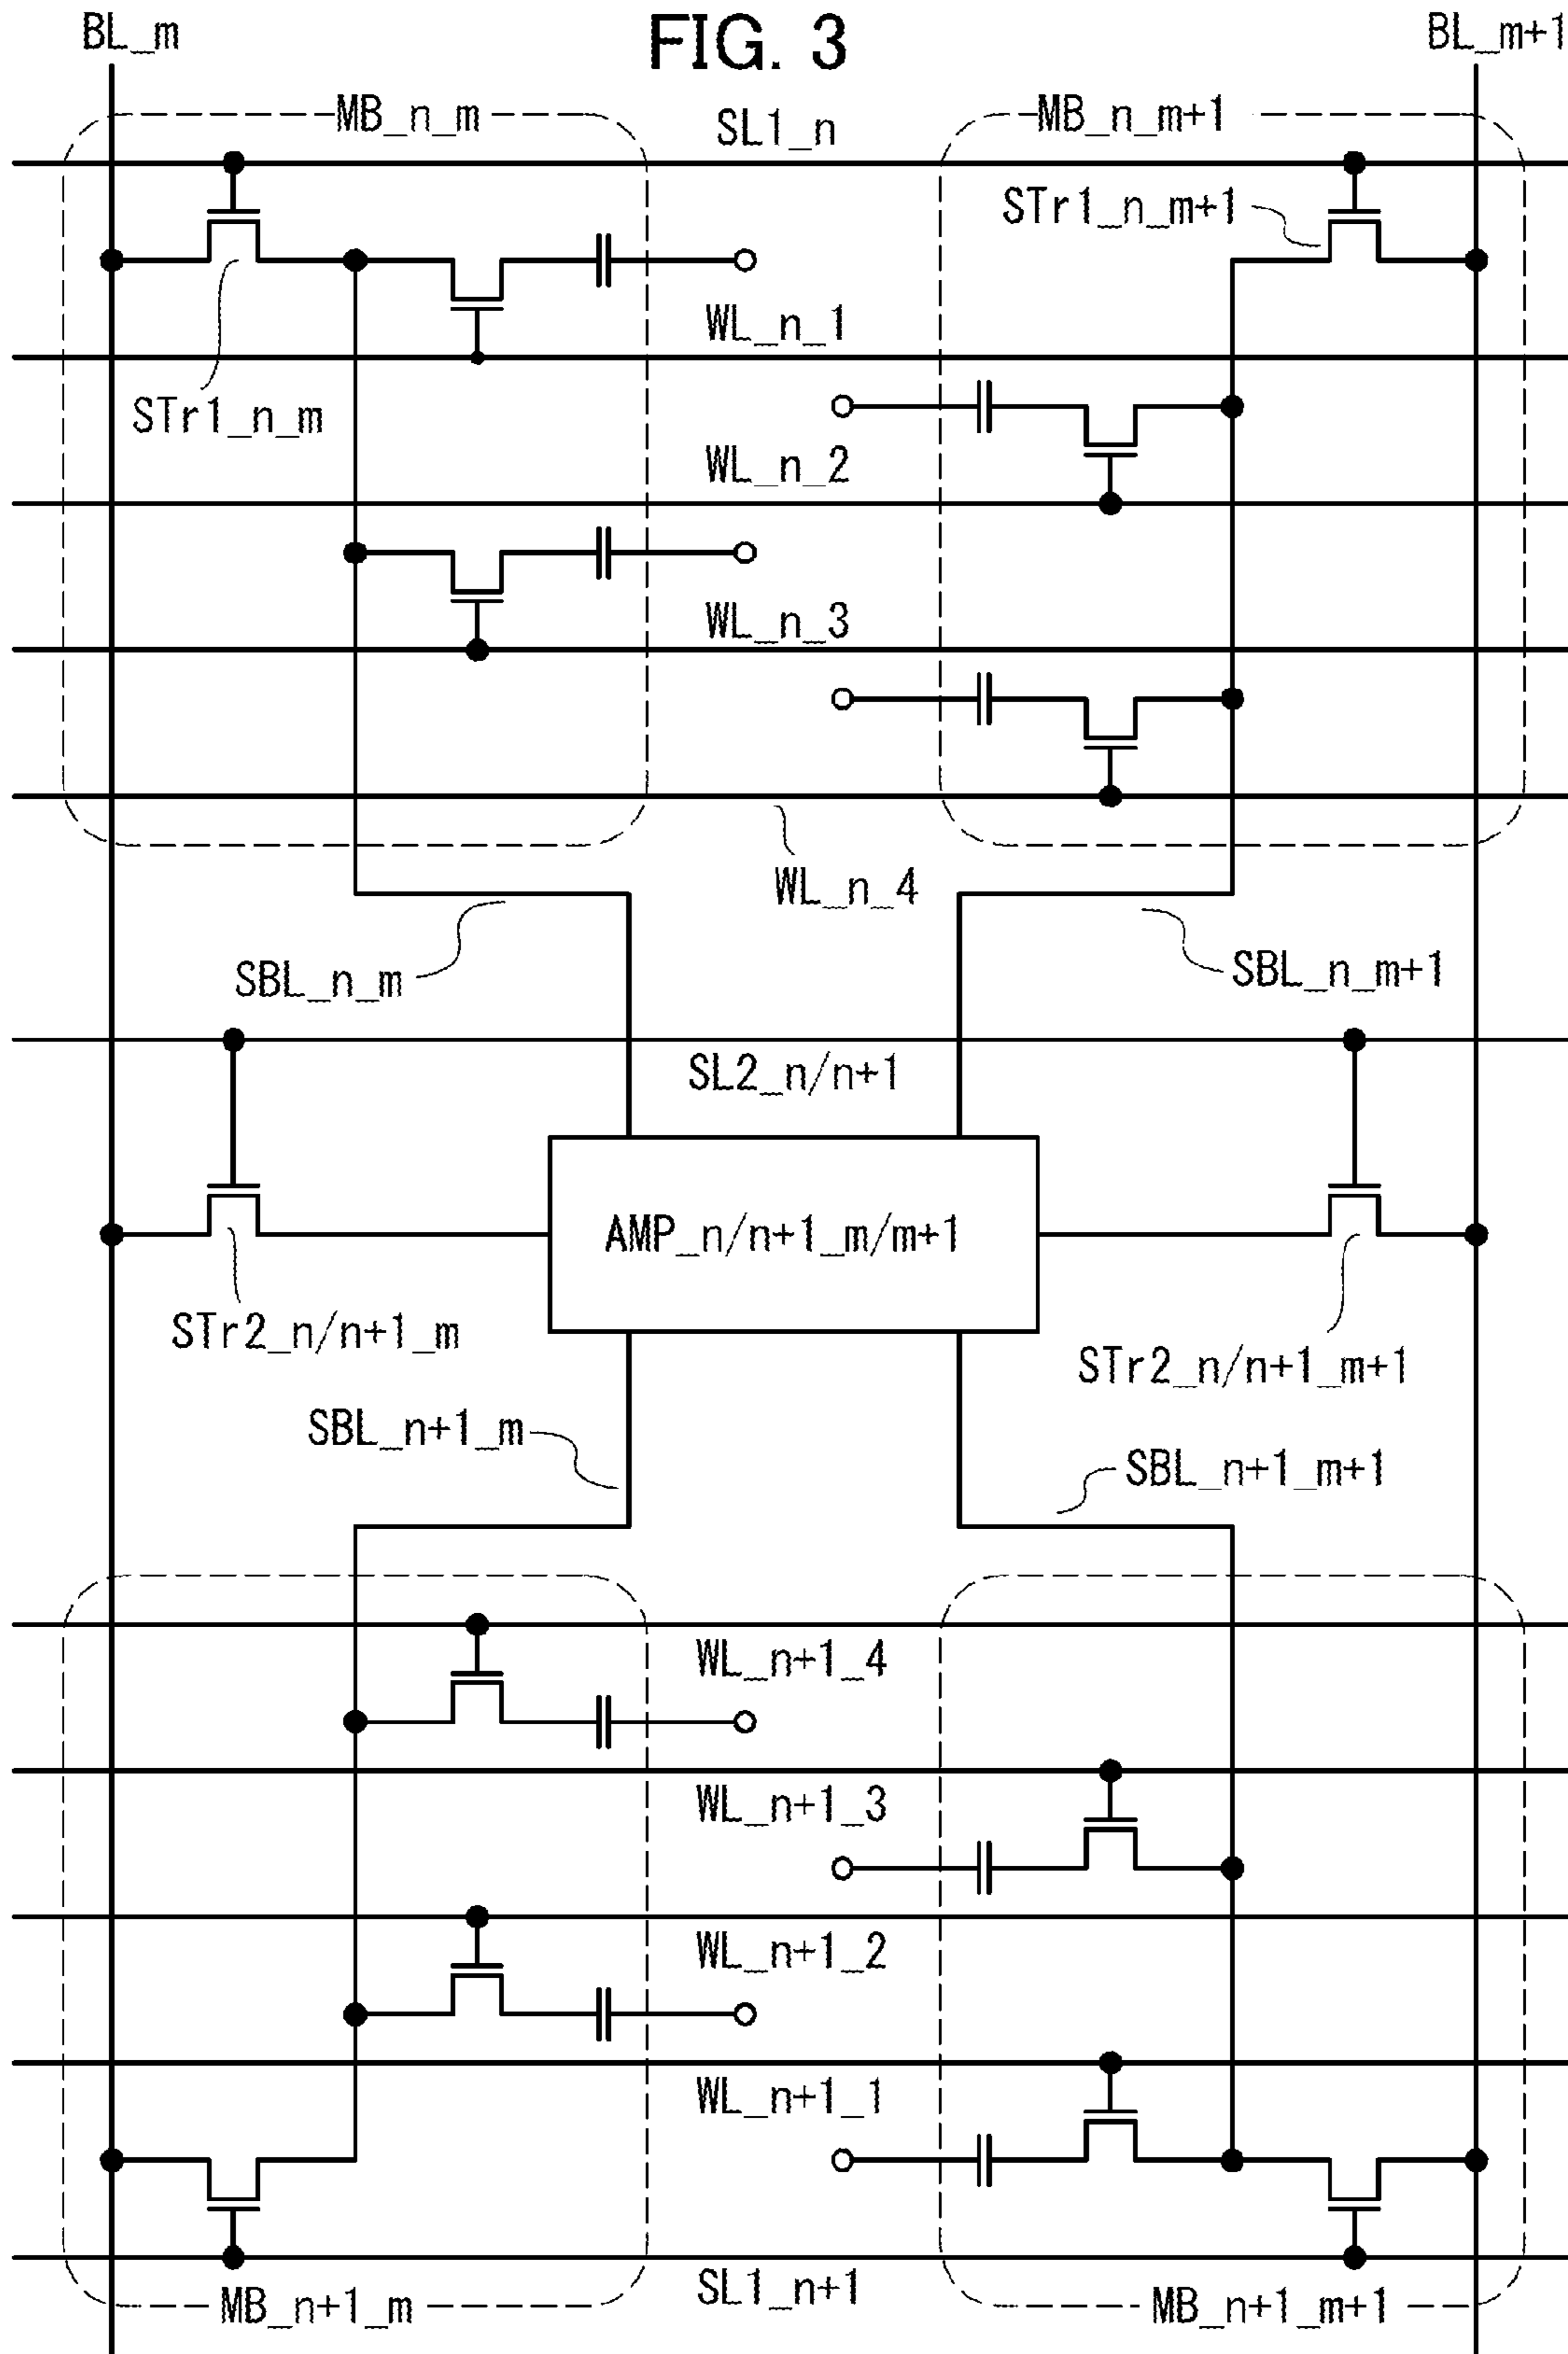 FIG. 3
BL_m
BL_m+1
MB_n_m
SL1_n
MB_n_m+1
STr1_n_m+1
WL_n_1
STr1_n_m
WL_n_2
WL_n_3
WL_n_4
SBL_n_m
SBL_n_m+1
SL2_n/n+1
AMP_n/n+1_m/m+1
STr2_n/n+1_m
STr2_n/n+1_m+1
SBL_n+1_m
SBL_n+1_m+1
WL_n+1_4
WL_n+1_3
WL_n+1_2
WL_n+1_1
SL1_n+1
MB_n+1_m
MB_n+1_m+1